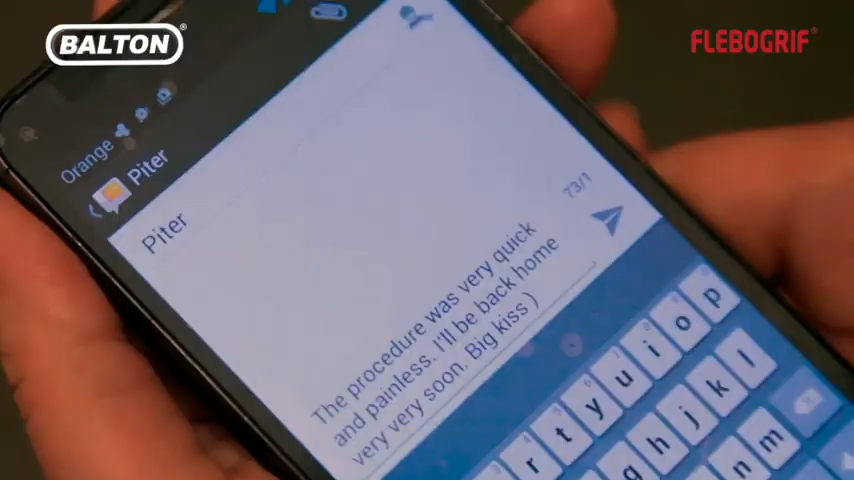 BALTON®
FLEBOGRIF®
Orange
Piter
Piter
73/1
The procedure was very quick
and painless. I'll be back home
very very soon. Big kiss )
o p
r t y u i
g h j k l
n m